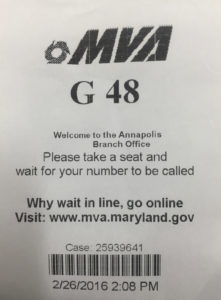 MVA
G 48
Welcome to the Annapolis
Branch Office
Please take a seat and
wait for your number to be called
Why wait in line, go online
Visit: www.mva.maryland.gov
Case: 25939641
2/26/2016 2:08 PM